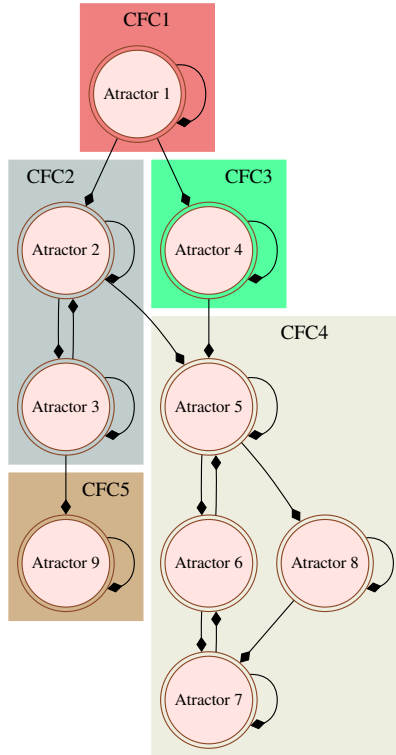 CFC1
Atractor 1
CFC2
CFC3
Atractor 2
Atractor 4
CFC4
Atractor 3
Atractor 5
CFC5
Atractor 9
Atractor 6
Atractor 8
Atractor 7